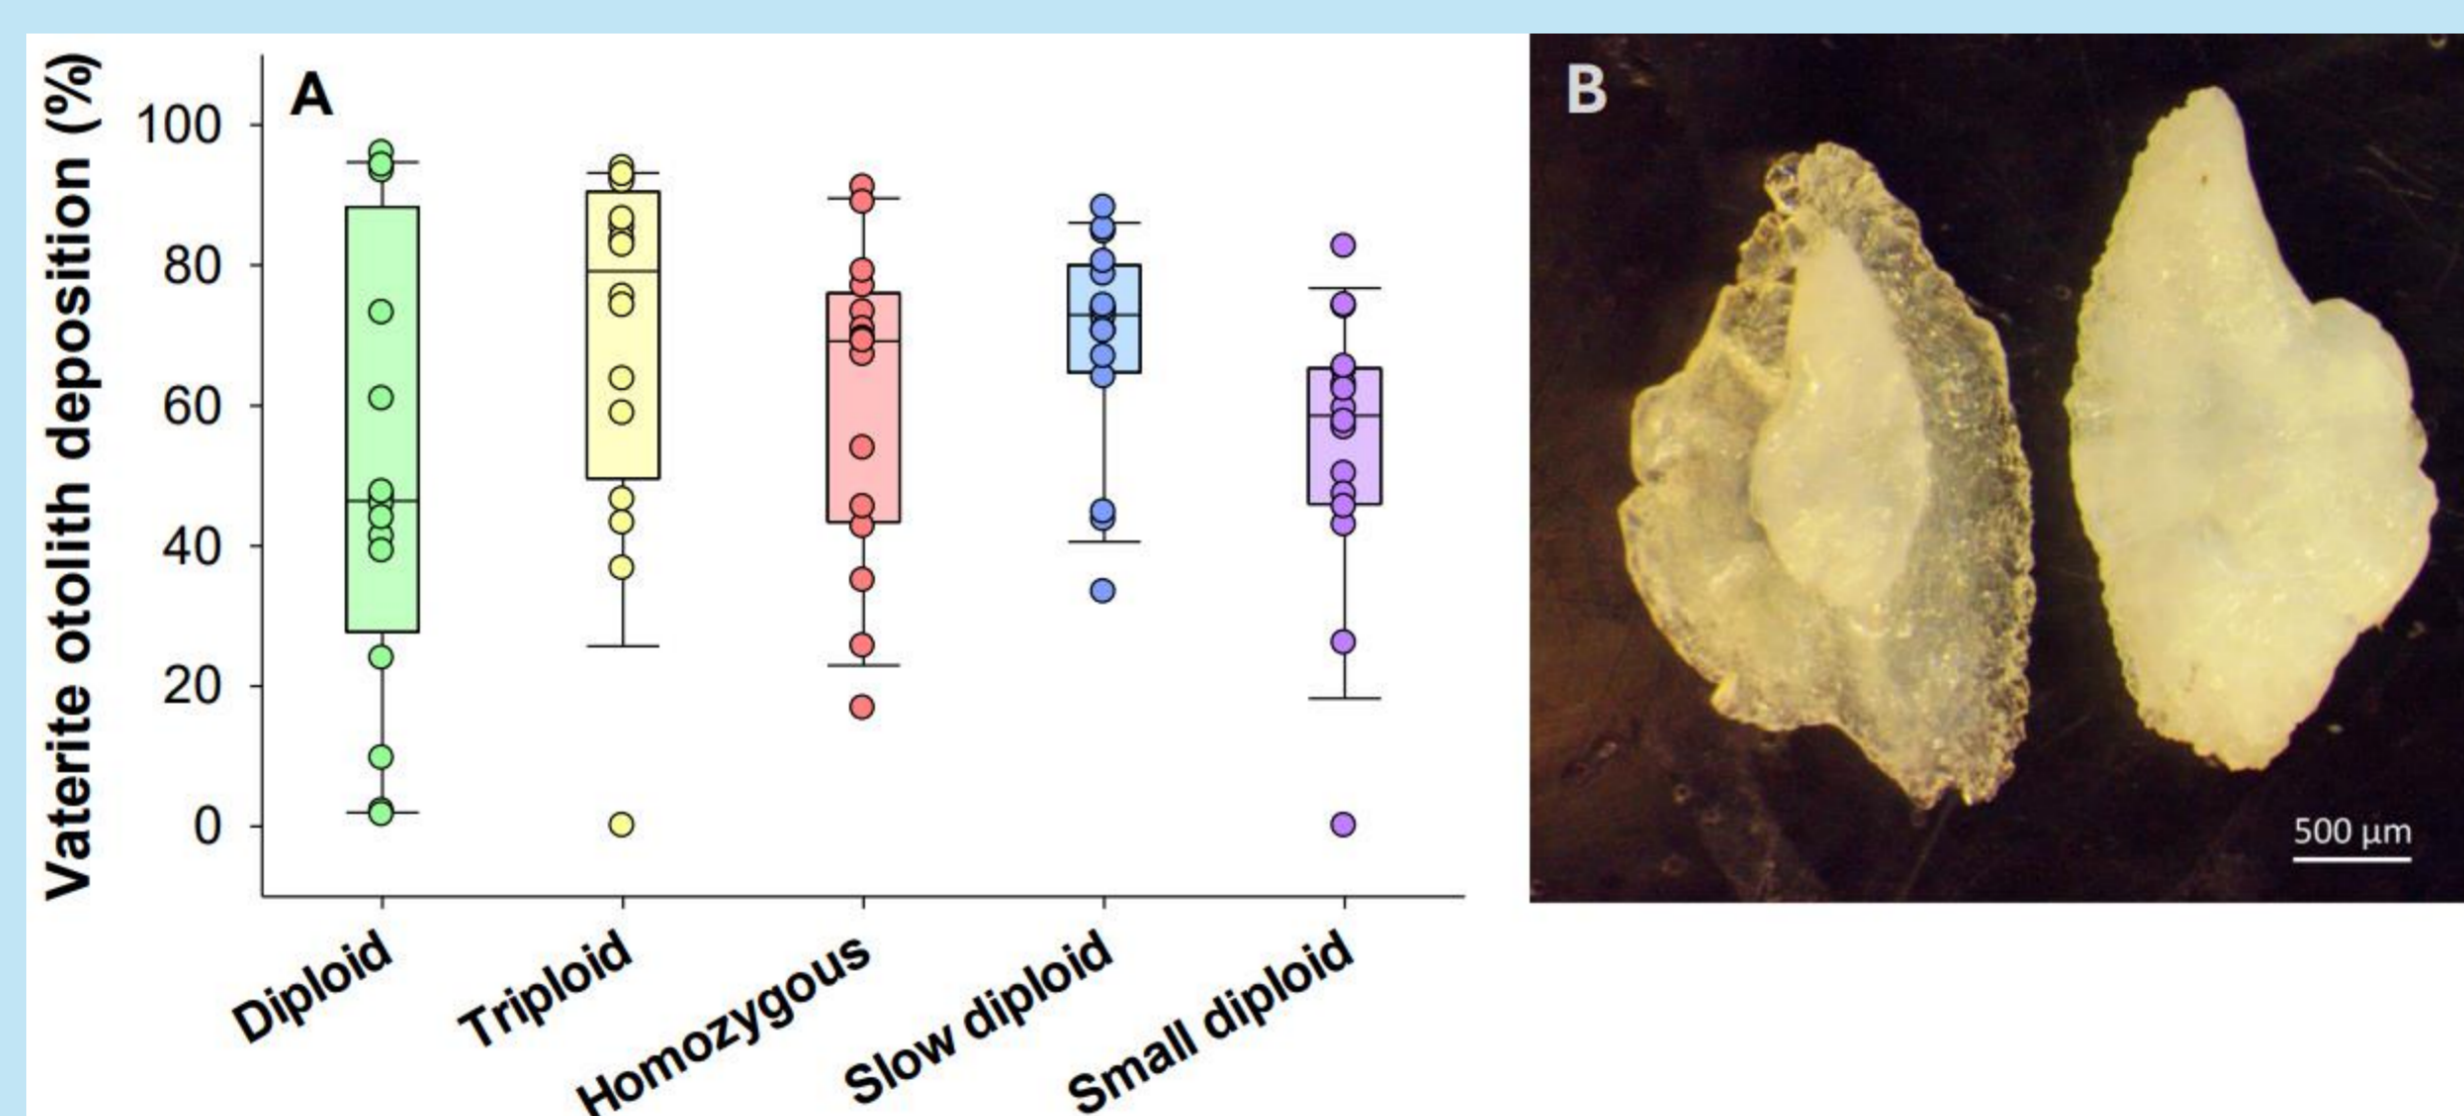 Vaterite otolith deposition (%)
A
100
80
60
40
20
0
Diploid
Triploid
Homozygous
Slow diploid
Small diploid
B
500 µm